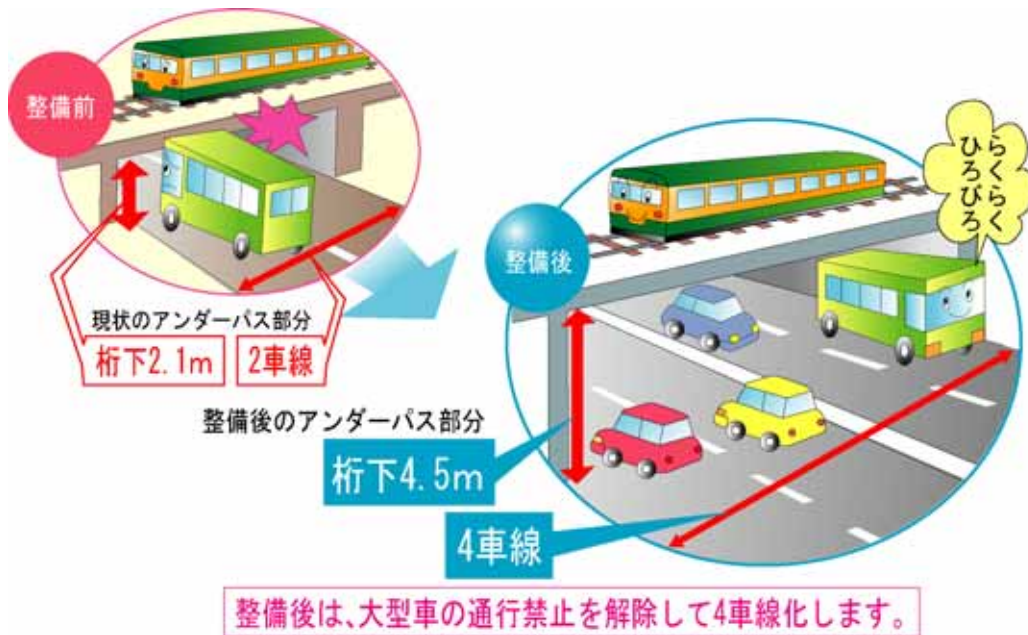 整備前
現状のアンダーパス部分
桁下2.1m
2車線
整備後
らくらく
ひろびろ
整備後のアンダーパス部分
桁下4.5m
4車線
整備後は、大型車の通行禁止を解除して4車線化します。